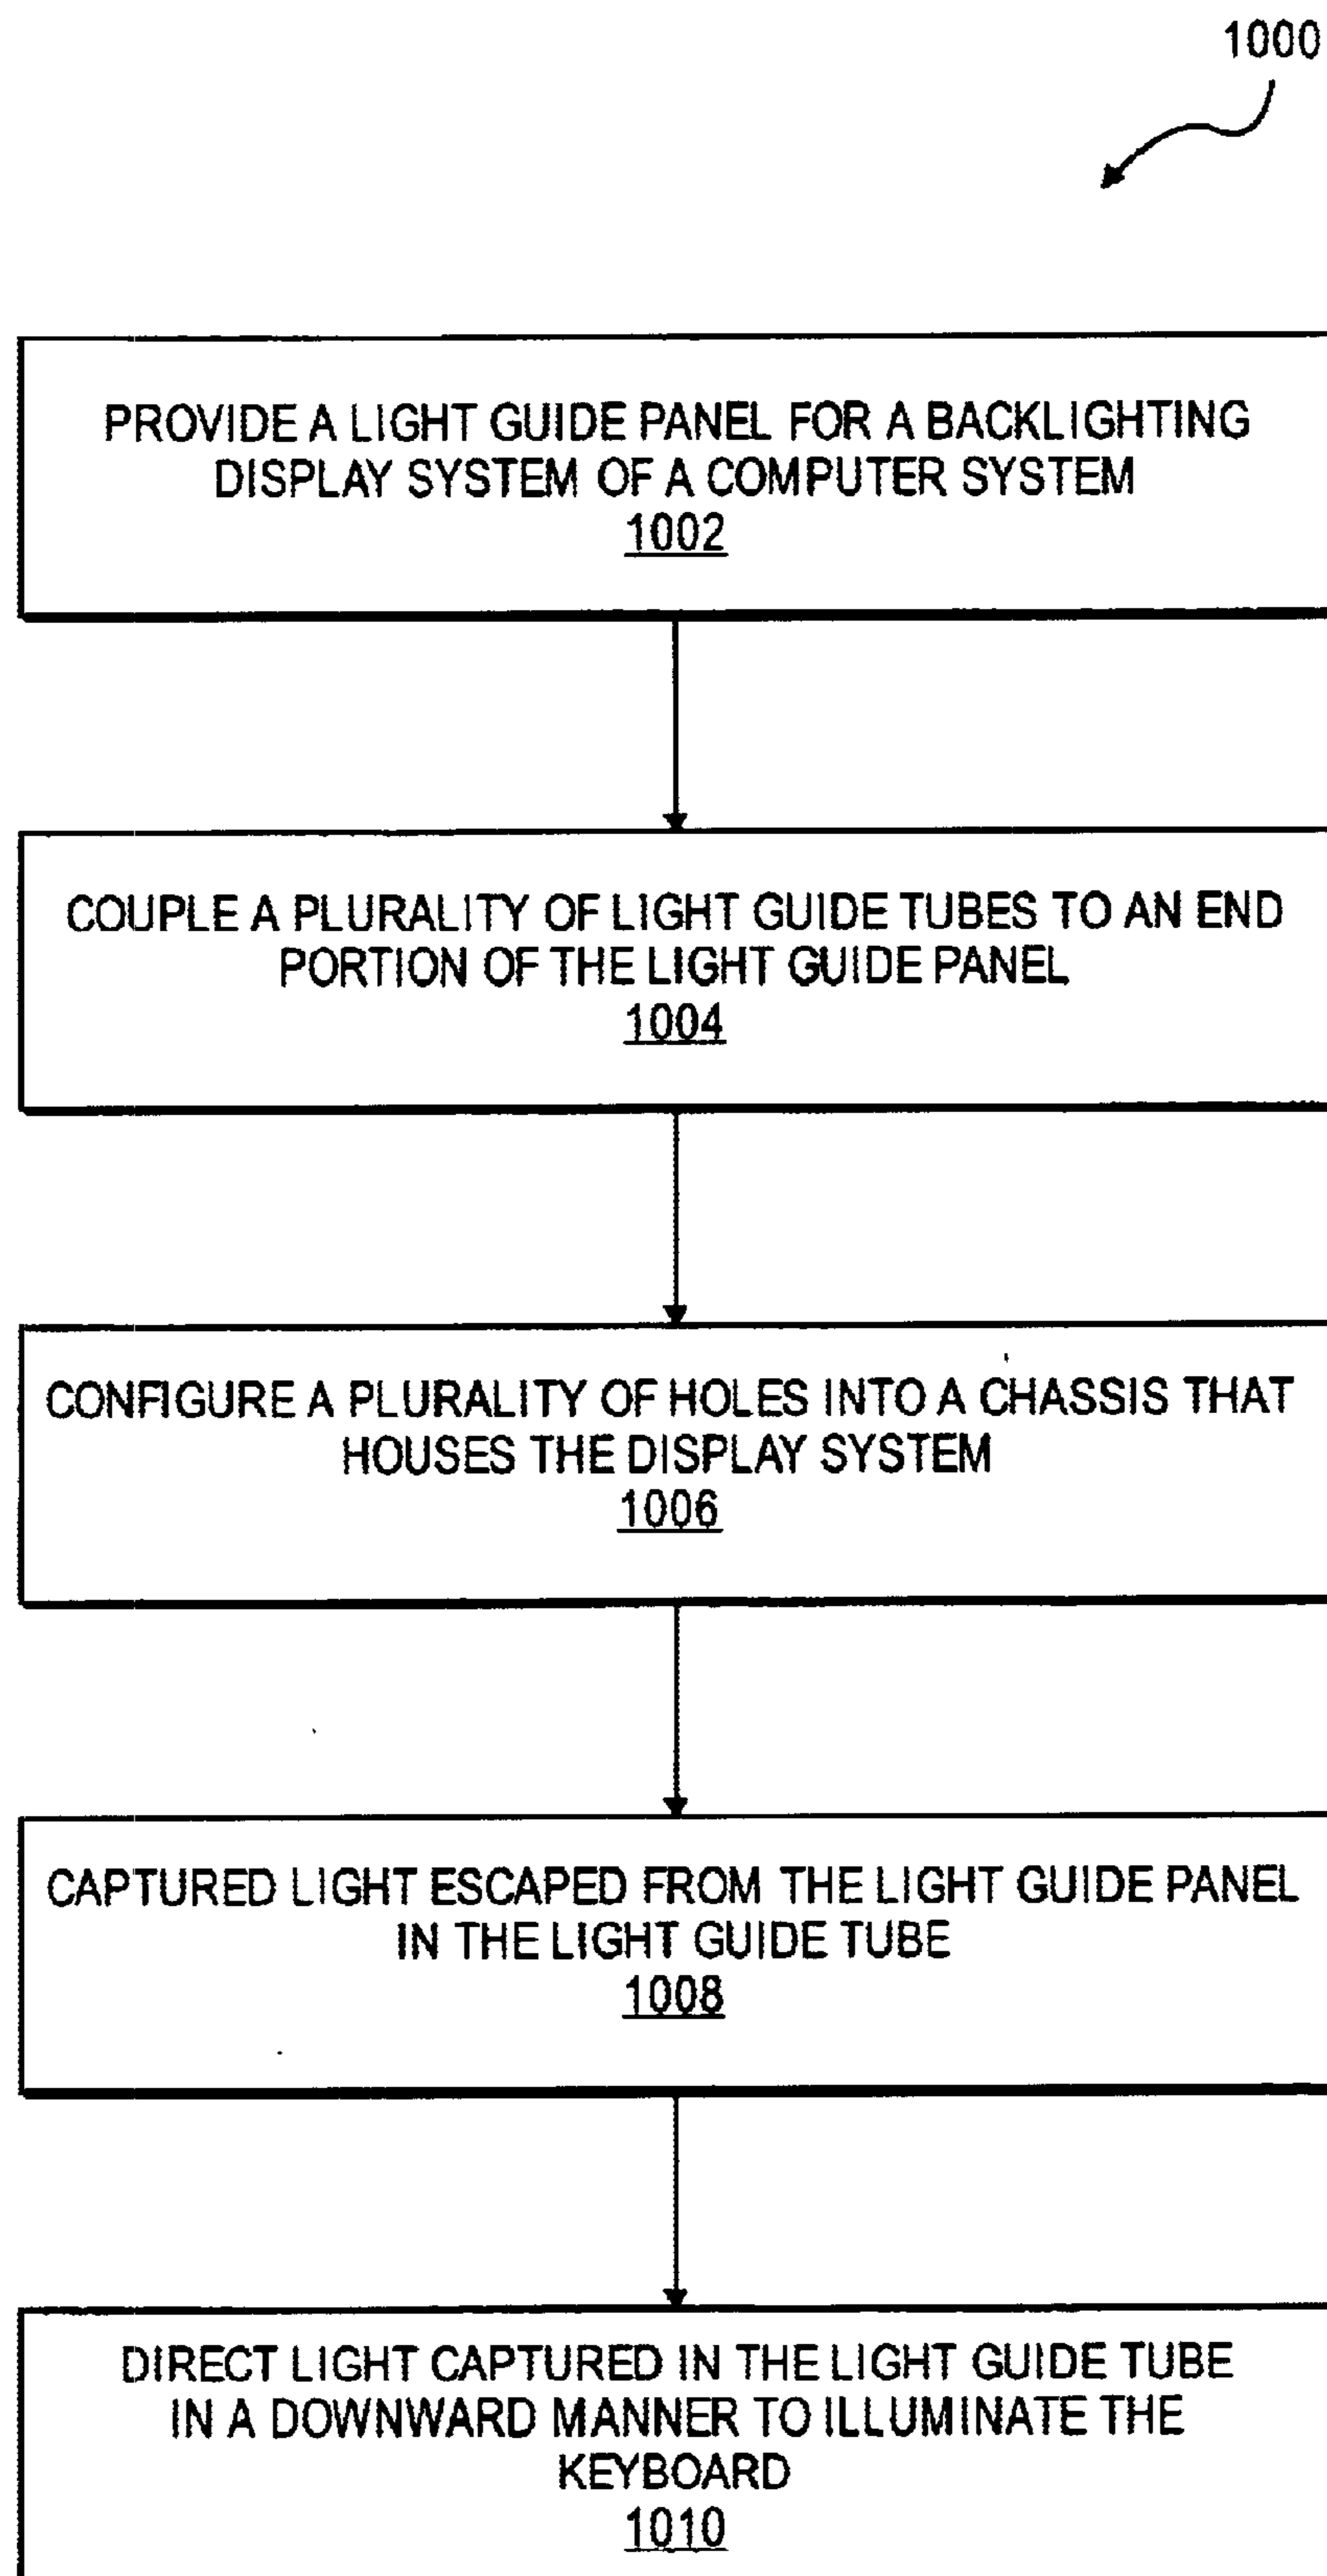 1000
PROVIDE A LIGHT GUIDE PANEL FOR A BACKLIGHTING
DISPLAY SYSTEM OF A COMPUTER SYSTEM
1002
COUPLE A PLURALITY OF LIGHT GUIDE TUBES TO AN END
PORTION OF THE LIGHT GUIDE PANEL
1004
CONFIGURE A PLURALITY OF HOLES INTO A CHASSIS THAT
HOUSES THE DISPLAY SYSTEM
1006
CAPTURED LIGHT ESCAPED FROM THE LIGHT GUIDE PANEL
IN THE LIGHT GUIDE TUBE
1008
DIRECT LIGHT CAPTURED IN THE LIGHT GUIDE TUBE
IN A DOWNWARD MANNER TO ILLUMINATE THE
KEYBOARD
1010